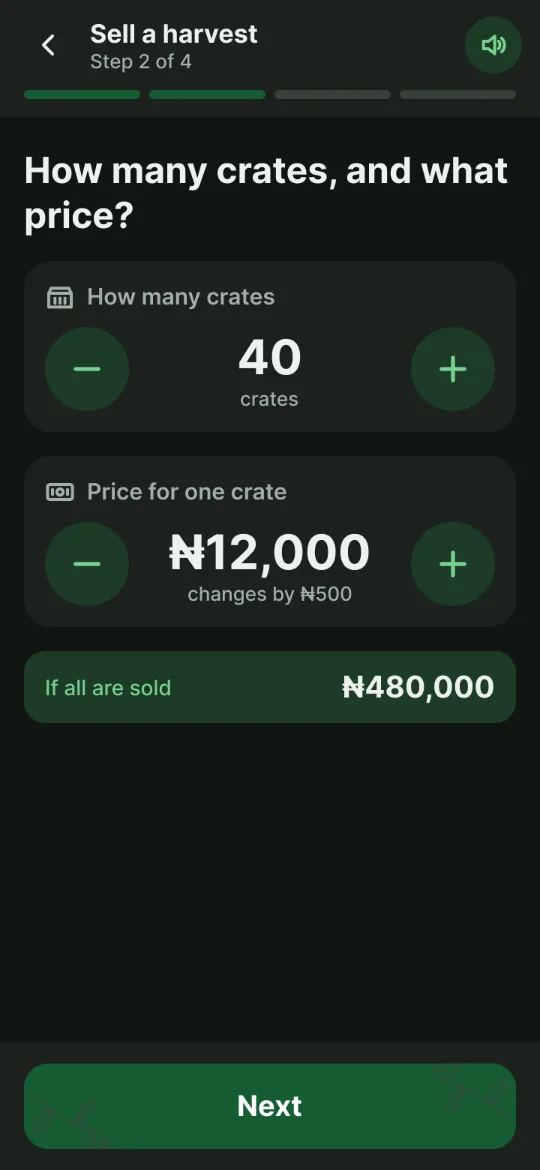 Sell a harvest
Step 2 of 4
How many crates, and what
price?
How many crates
40
crates
Price for one crate
₦12,000
changes by ₦500
If all are sold
₦480,000
Next